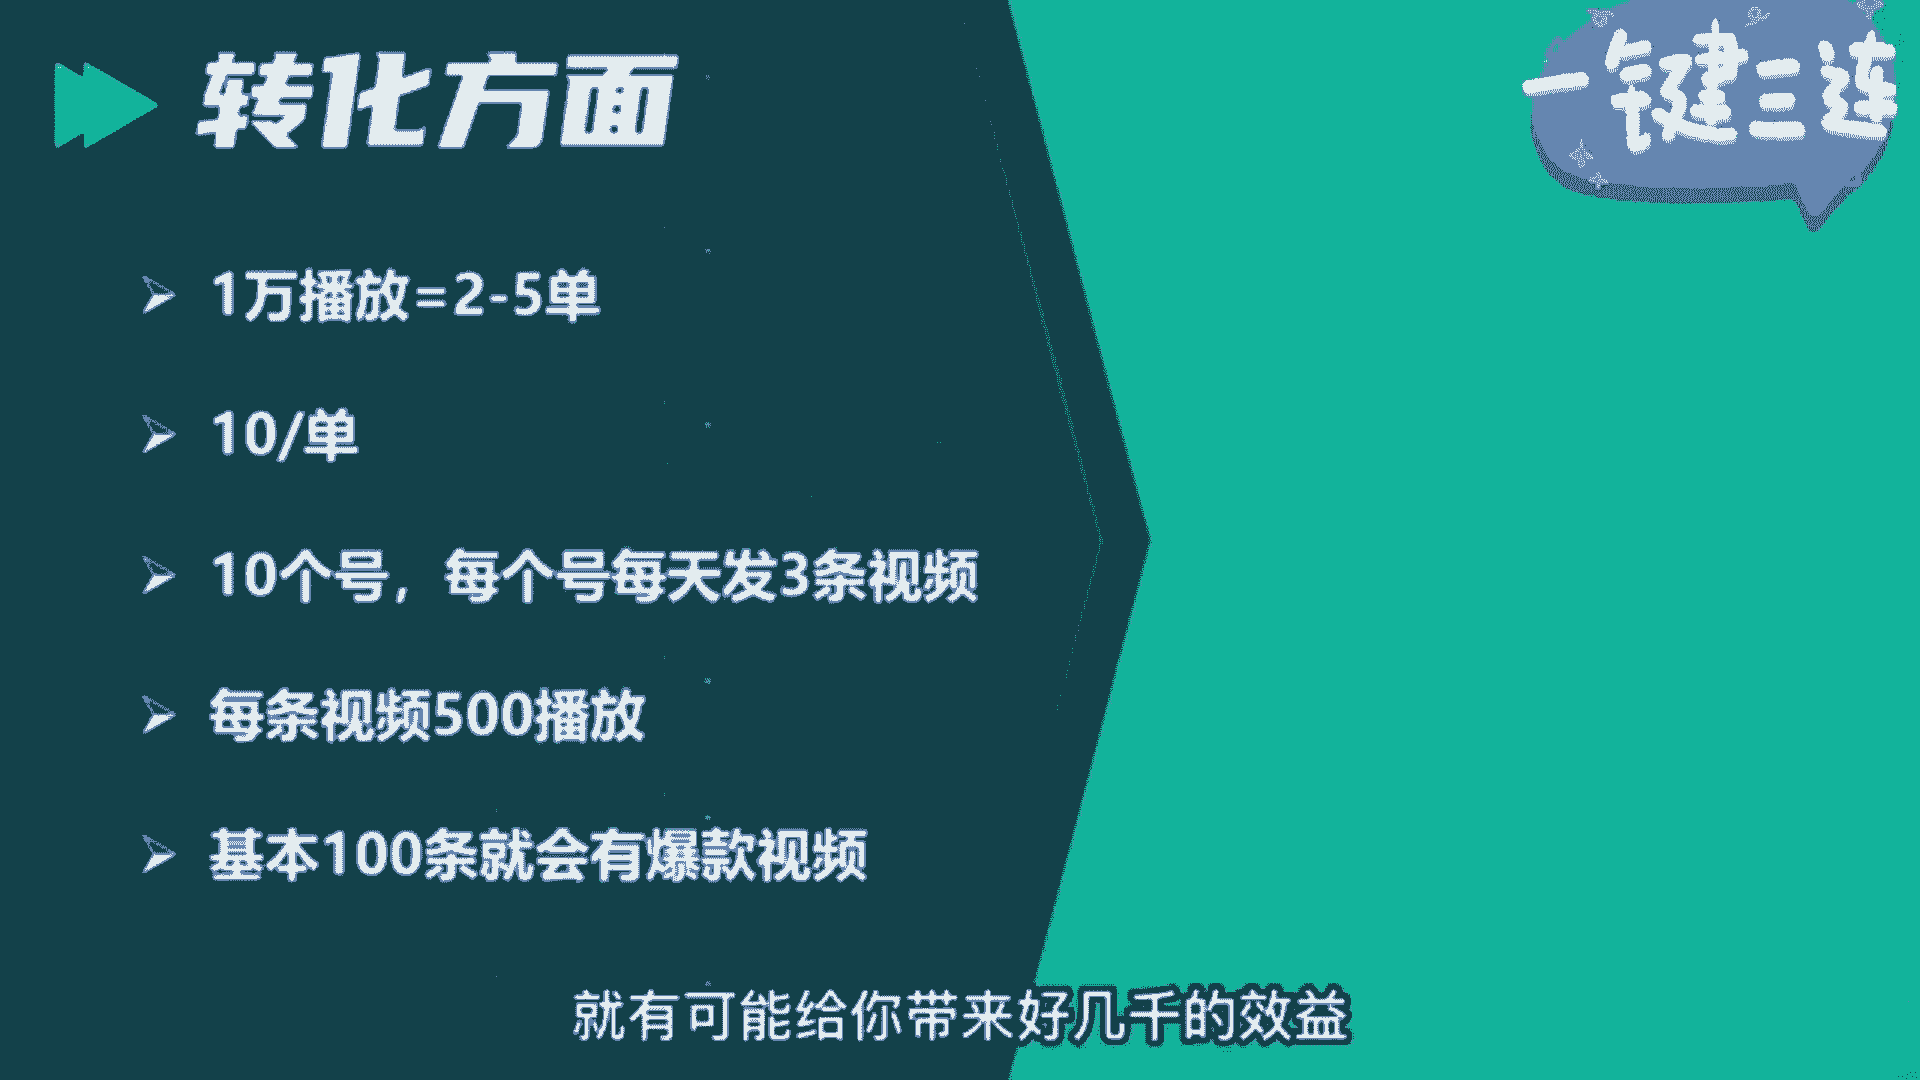 转化方面
一键三连
1万播放=2-5单
10/单
10个号，每个号每天发3条视频
每条视频500播放
基本100条就会有爆款视频
就有可能给你带来好几千的效益